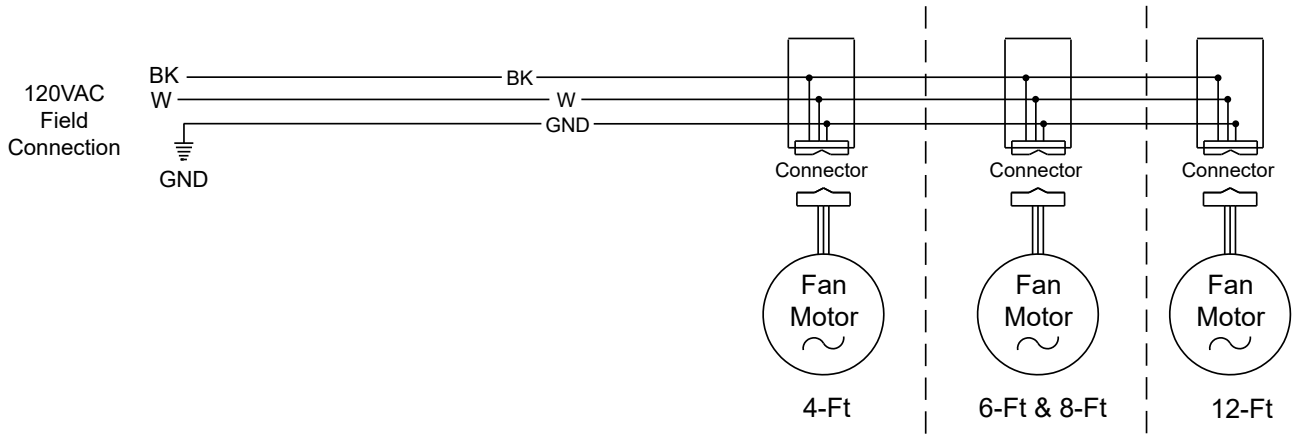 120VAC
Field
Connection
BK
W
GND
BK
W
GND
Connector
Connector
Connector
Fan
Motor
Fan
Motor
Fan
Motor
4-Ft
6-Ft & 8-Ft
12-Ft